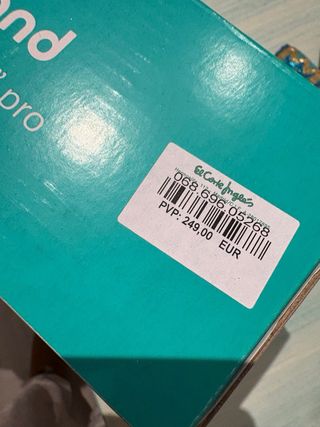 ond
pro
El Corte Inglés
068 696 05268
PVP: 249,00 EUR